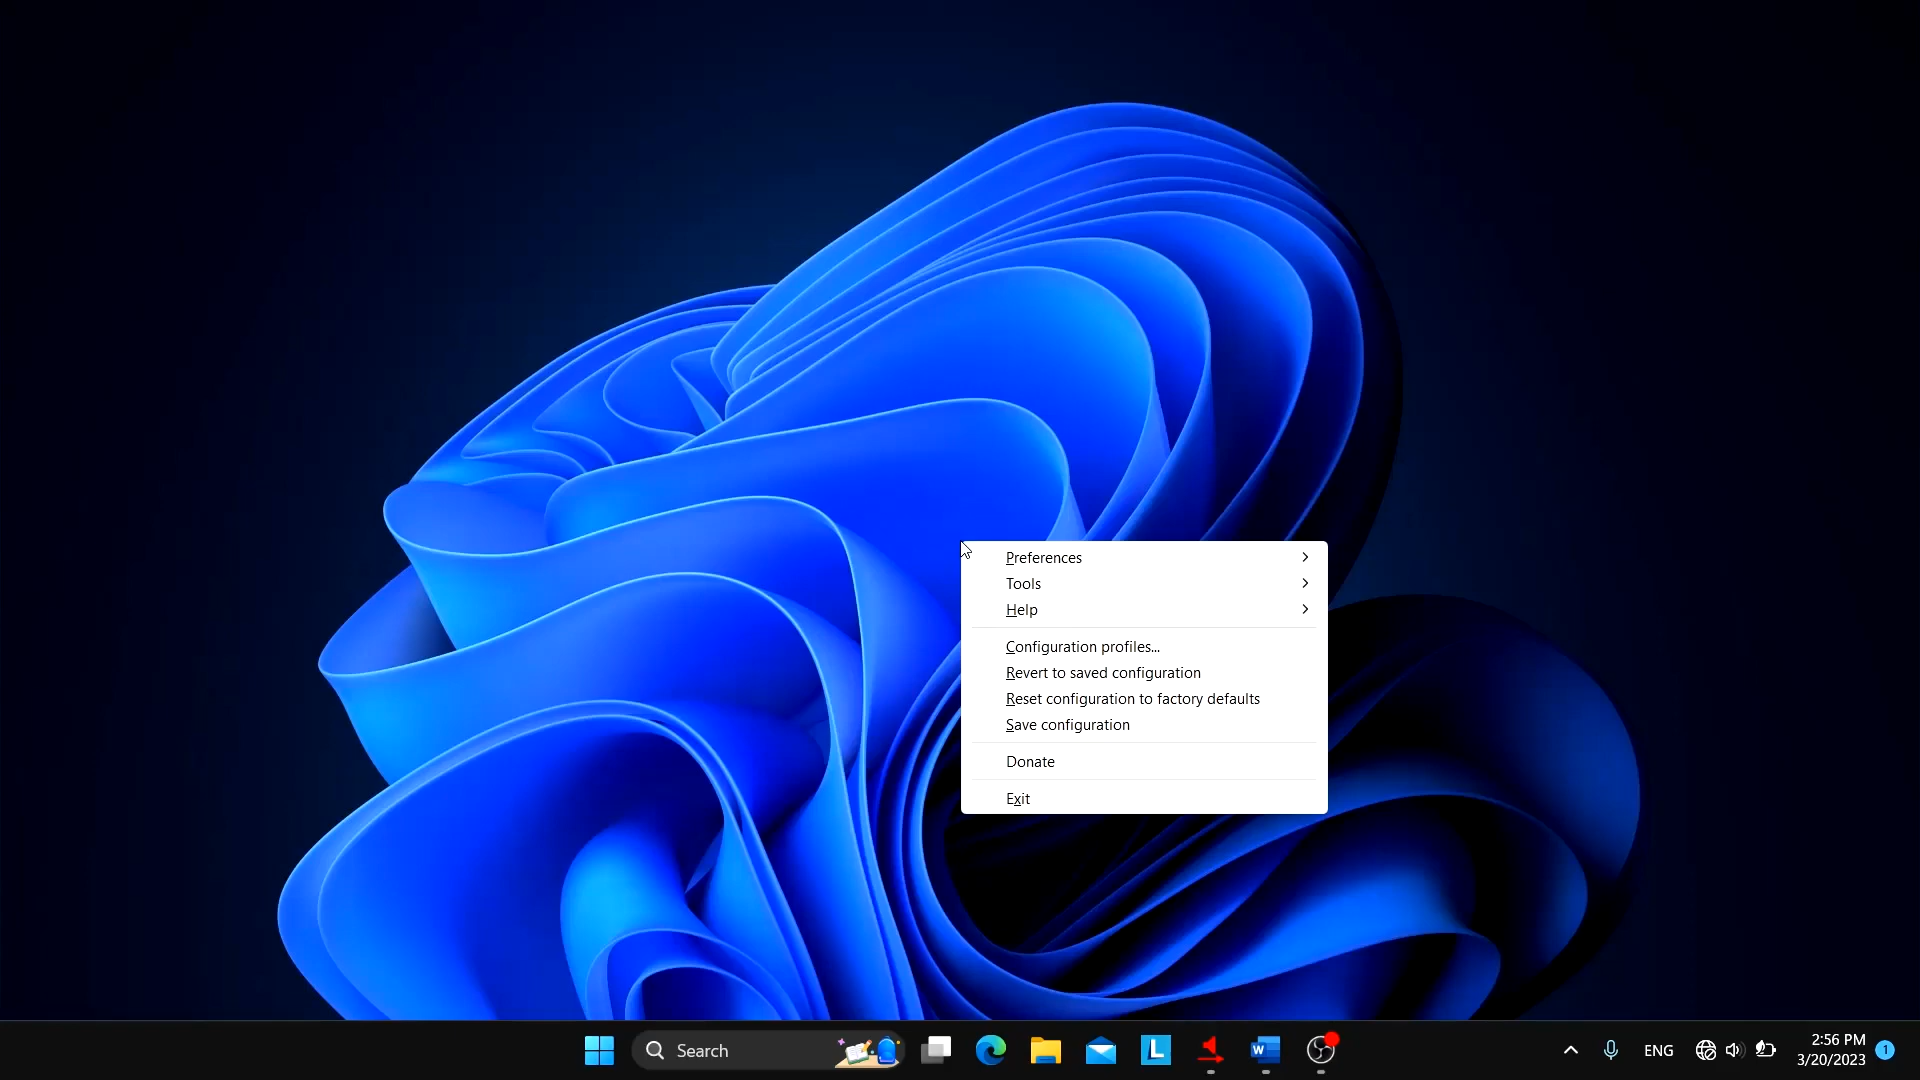 Preferences
Tools
Help
Configuration profiles...
Revert to saved configuration
Reset configuration to factory defaults
Save configuration
Donate
Exit
Search
L
W
ENG
2:56 PM
3/20/2023
1